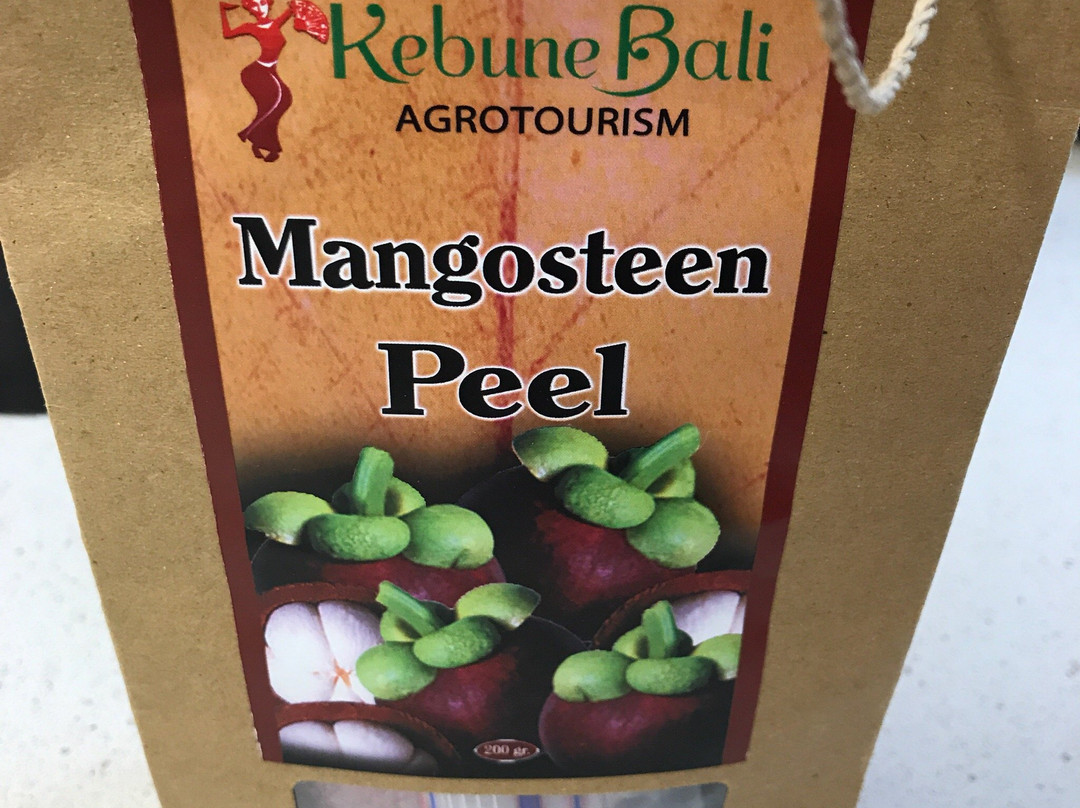 Kebune Bali
AGROTOURISM
Mangosteen
Peel
200 gr.